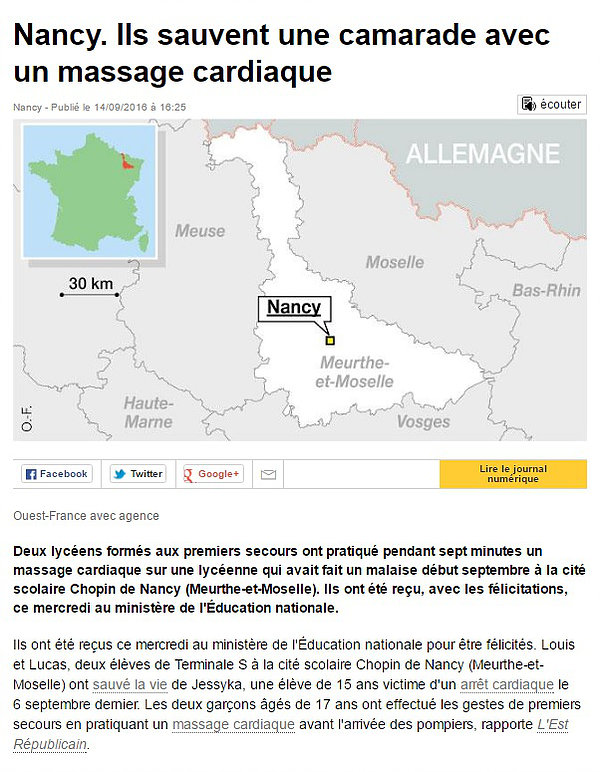 Nancy. Ils sauvent une camarade avec
un massage cardiaque
Nancy - Publié le 14/09/2016 à 16:25
écouter
ALLEMAGNE
Meuse
Moselle
30 km
Bas-Rhin
Nancy
Meurthe-
et-Moselle
Haute-
Marne
Vosges
O.-F.
Facebook
Twitter
Google+
Lire le journal
numérique
Ouest-France avec agence
Deux lycéens formés aux premiers secours ont pratiqué pendant sept minutes un
massage cardiaque sur une lycéenne qui avait fait un malaise début septembre à la cité
scolaire Chopin de Nancy (Meurthe-et-Moselle). Ils ont été reçu, avec les félicitations,
ce mercredi au ministère de l'Éducation nationale.
Ils ont été reçus ce mercredi au ministère de l'Éducation nationale pour être félicités. Louis
et Lucas, deux élèves de Terminale S à la cité scolaire Chopin de Nancy (Meurthe-et-
Moselle) ont sauvé la vie de Jessyka, une élève de 15 ans victime d'un arrêt cardiaque le
6 septembre dernier. Les deux garçons âgés de 17 ans ont effectué les gestes de premiers
secours en pratiquant un massage cardiaque avant l'arrivée des pompiers, rapporte L'Est
Républicain.